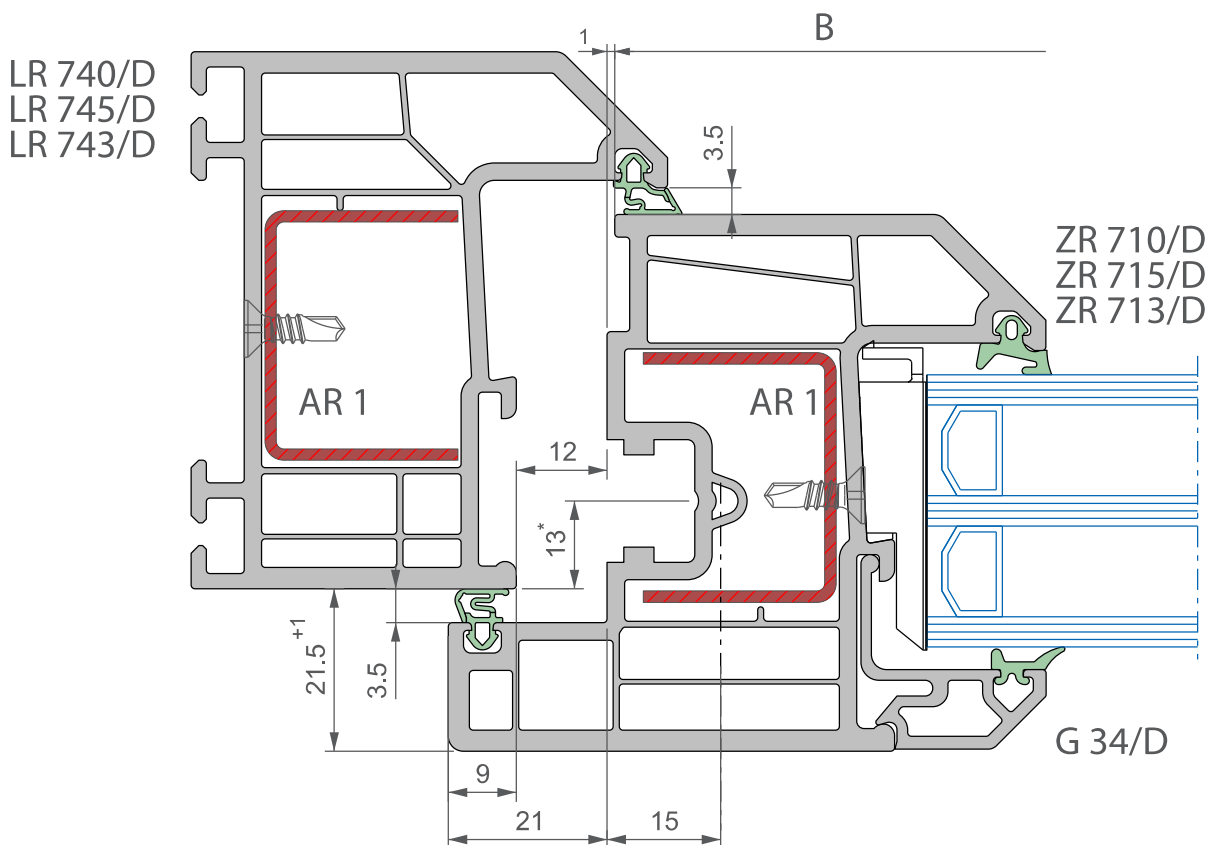 LR 740/D
LR 745/D
LR 743/D
1
B
3.5
ZR 710/D
ZR 715/D
ZR 713/D
AR 1
AR 1
12
13*
21.5 +1
3.5
G 34/D
9
21
15